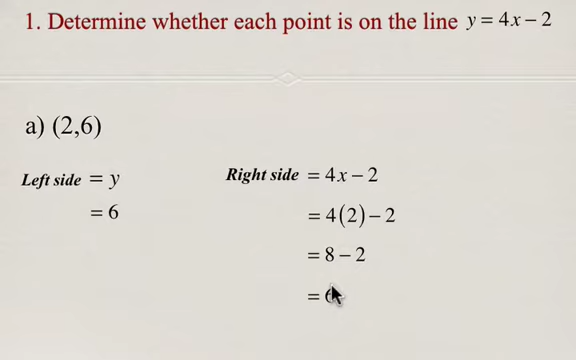 1. Determine whether each point is on the line y = 4x − 2
a) (2,6)
Left side = y
= 6
Right side = 4x − 2
= 4(2) − 2
= 8 − 2
=